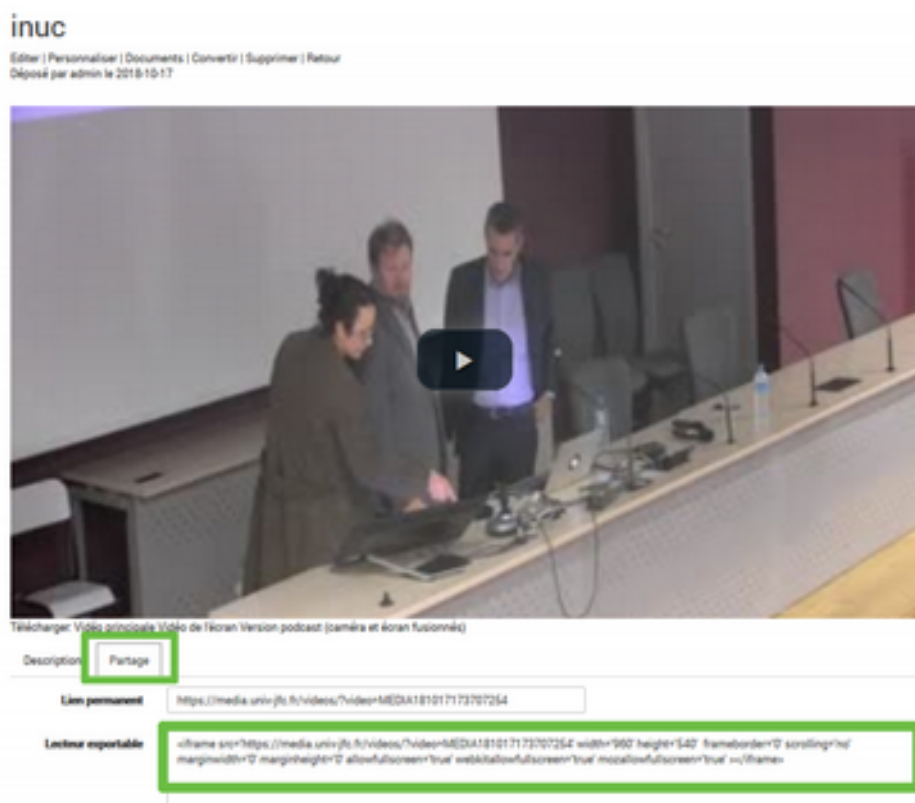 inuc
Editer | Personnaliser | Documents | Convertir | Supprimer | Retour
Déposé par admin le 2018-10-17
Télécharger: Vidéo principale Vidéo de l'écran Version podcast (caméra et écran fusionnés)
Description Partage
Lien permanent https://media.univ-jfc.fr/videos/?video=MEDIA181017173707254
Lecteur exportable <iframe src='https://media.univ-jfc.fr/videos/?video=MEDIA181017173707254' width='960' height='540' frameborder='0' scrolling='no'
marginwidth='0' marginheight='0' allowfullscreen='true' webkitallowfullscreen='true' mozallowfullscreen='true' ></iframe>